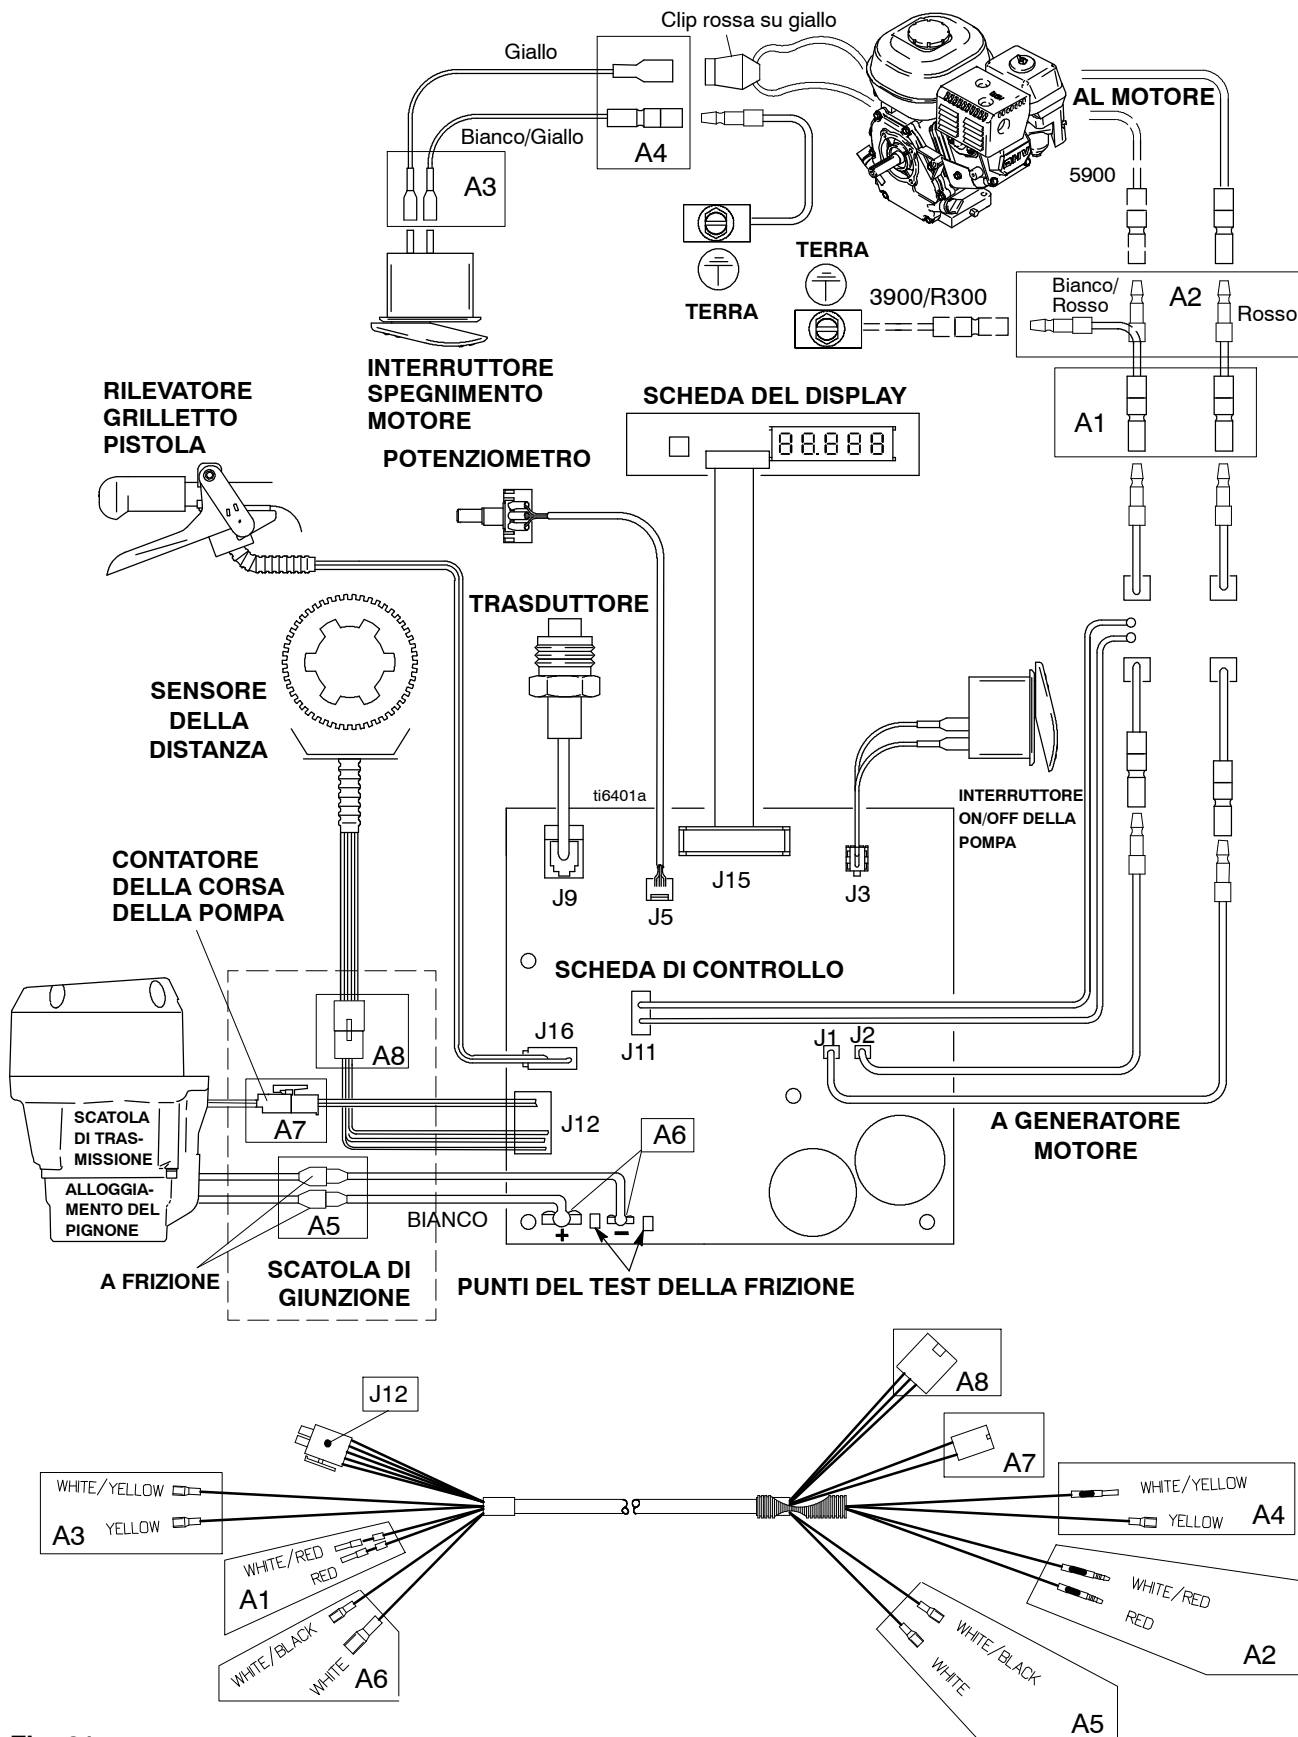 Clip rossa su giallo
Giallo
Bianco/Giallo
A4
A3
AL MOTORE
5900
TERRA
TERRA
3900/R300
Bianco/
Rosso
A2
Rosso
A1
INTERRUTTORE
SPEGNIMENTO
MOTORE
RILEVATORE
GRILLETTO
PISTOLA
SCHEDA DEL DISPLAY
88.888
POTENZIOMETRO
TRASDUTTORE
SENSORE
DELLA
DISTANZA
ti6401a
INTERRUTTORE
ON/OFF DELLA
POMPA
CONTATORE
DELLA CORSA
DELLA POMPA
J9
J5
J15
J3
SCHEDA DI CONTROLLO
J16
J11
J1
J2
A8
A7
J12
A6
A GENERATORE
MOTORE
SCATOLA
DI TRAS-
MISSIONE
ALLOGGIA-
MENTO DEL
PIGNONE
A5
BIANCO
+
−
A FRIZIONE
SCATOLA DI
GIUNZIONE
PUNTI DEL TEST DELLA FRIZIONE
J12
A8
A7
WHITE/YELLOW
YELLOW
A3
WHITE/RED
RED
A1
WHITE/BLACK
WHITE
A6
WHITE/YELLOW
YELLOW
A4
WHITE/RED
RED
A2
WHITE/BLACK
WHITE
A5